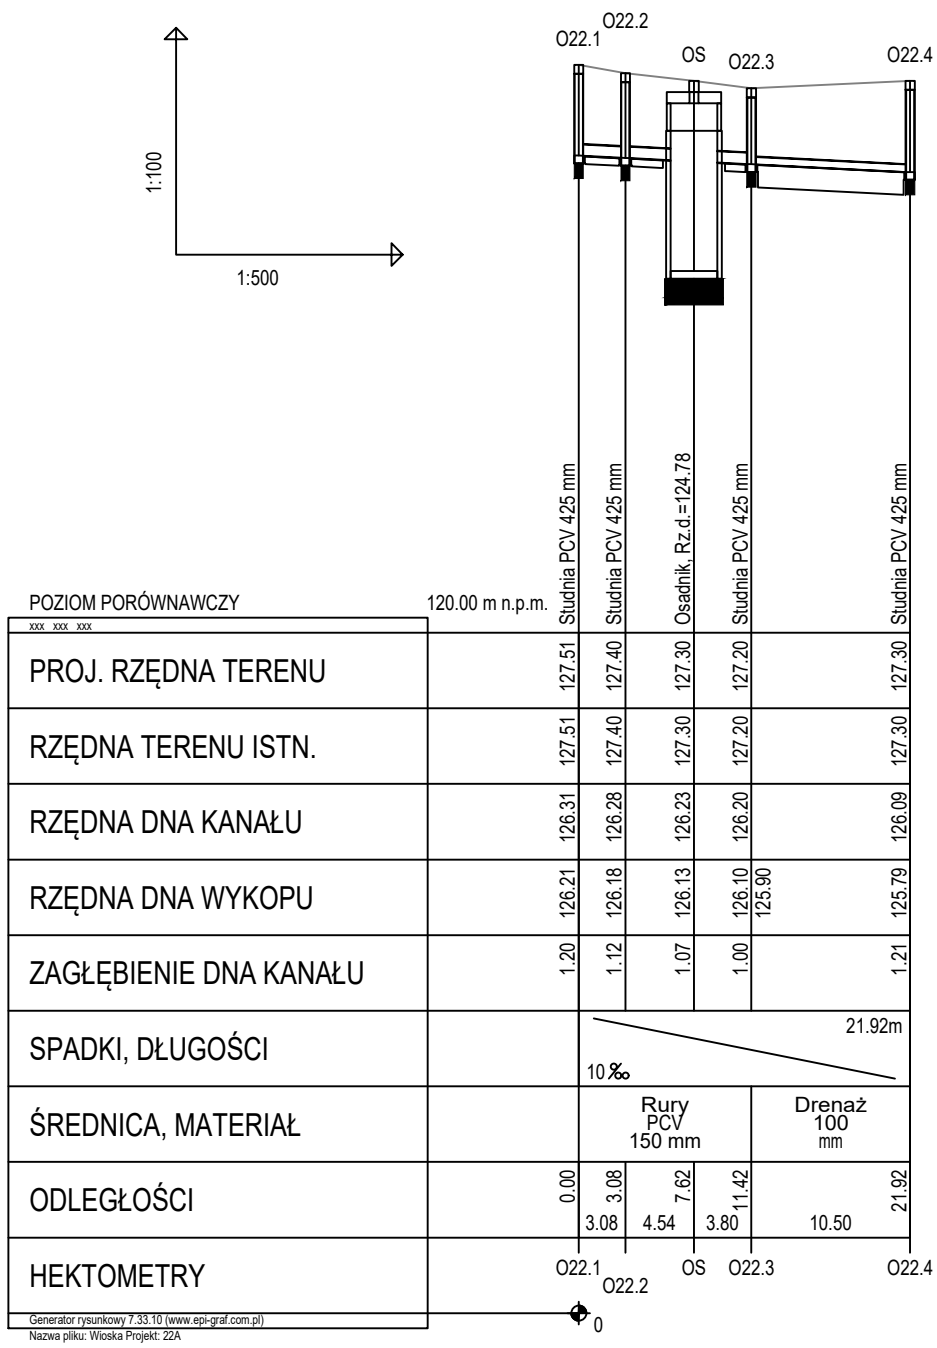 O22.1
O22.2
OS
O22.3
O22.4
1:100
1:500
Studnia PCV 425 mm
Studnia PCV 425 mm
Osadnik, Rz.d.=124.78
Studnia PCV 425 mm
Studnia PCV 425 mm
POZIOM PORÓWNAWCZY 120.00 m n.p.m.
xxx xxx xxx
PROJ. RZĘDNA TERENU 127.51 127.40 127.30 127.20 127.30
RZĘDNA TERENU ISTN. 127.51 127.40 127.30 127.20 127.30
RZĘDNA DNA KANAŁU 126.31 126.28 126.23 126.20 126.09
RZĘDNA DNA WYKOPU 126.21 126.18 126.13 126.10 125.90 125.79
ZAGŁĘBIENIE DNA KANAŁU 1.20 1.12 1.07 1.00 1.21
SPADKI, DŁUGOŚCI
21.92m
10 ‰
ŚREDNICA, MATERIAŁ
Rury
PCV
150 mm
Drenaż
100
mm
ODLEGŁOŚCI 0.00 3.08 7.62 11.42 21.92
3.08 4.54 3.80 10.50
HEKTOMETRY
O22.1
O22.2
OS
O22.3
O22.4
0
Generator rysunkowy 7.33.10 (www.epi-graf.com.pl)
Nazwa pliku: Wioska Projekt: 22A